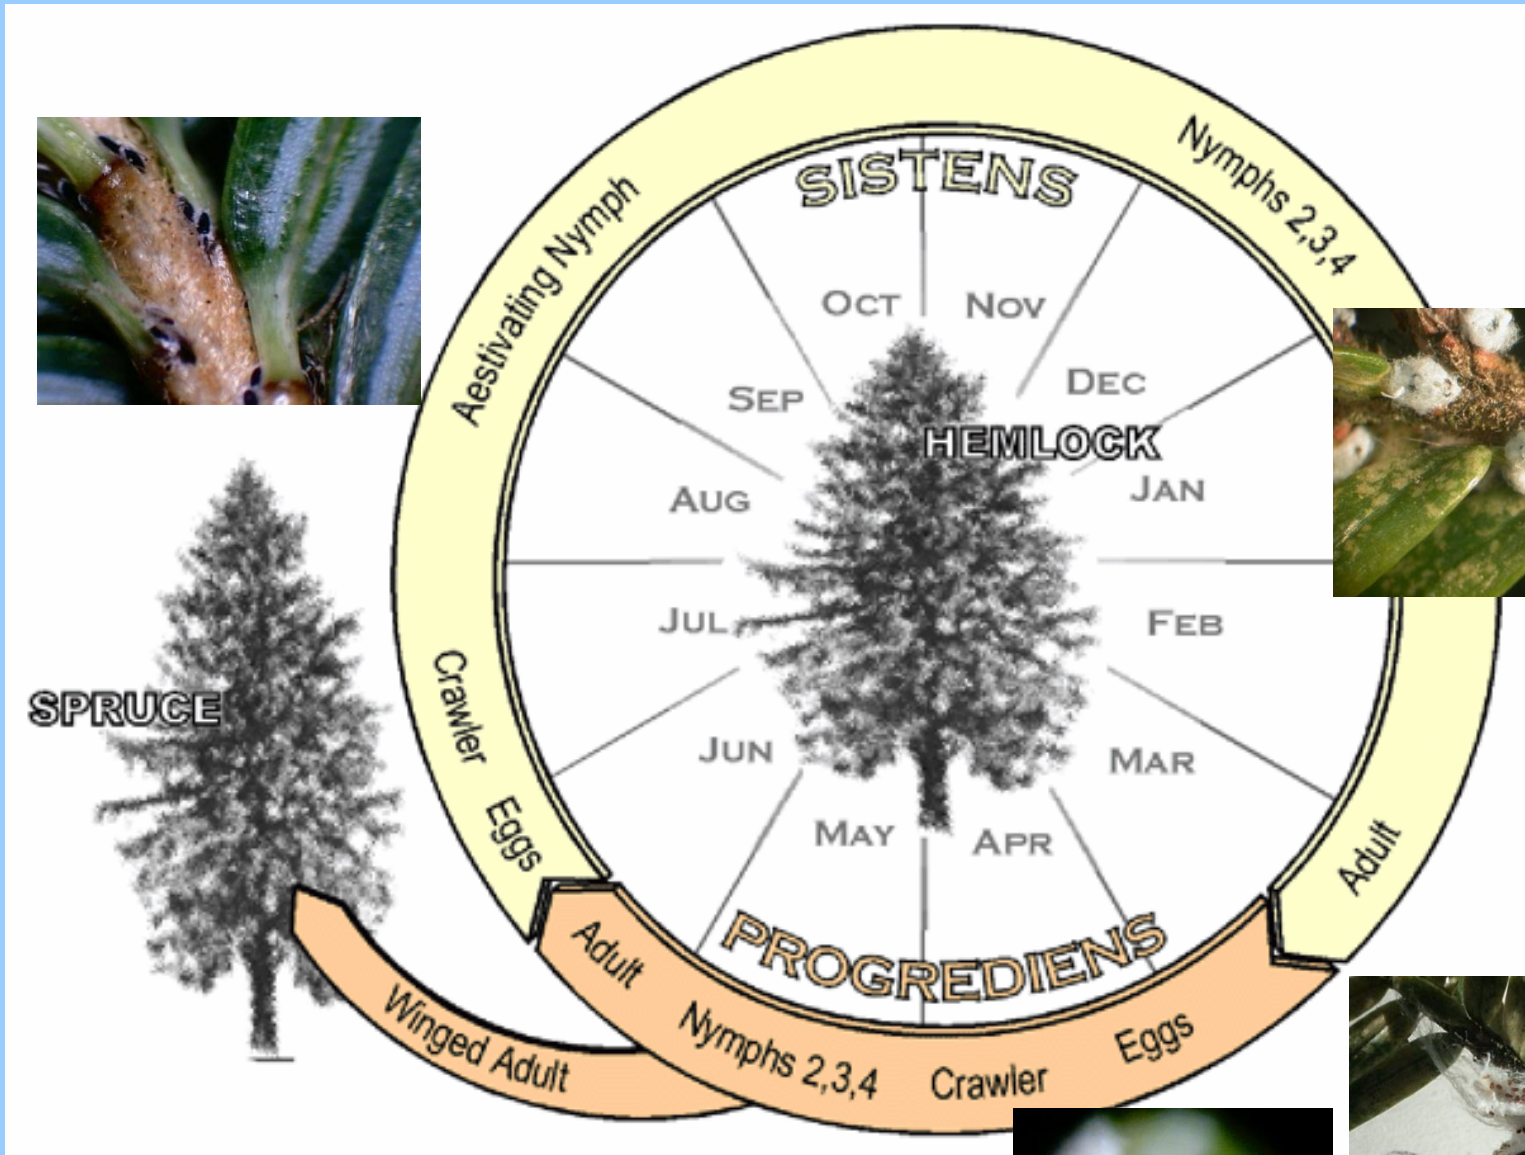 SISTENS
Nymphs 2,3,4
Aestivating Nymph
OCT
NOV
SEP
DEC
HEMLOCK
AUG
JAN
JUL
FEB
SPRUCE
Crawler
JUN
MAR
Eggs
MAY
APR
Adult
PROGREDIENS
Adult
Winged Adult
Nymphs 2,3,4
Crawler
Eggs